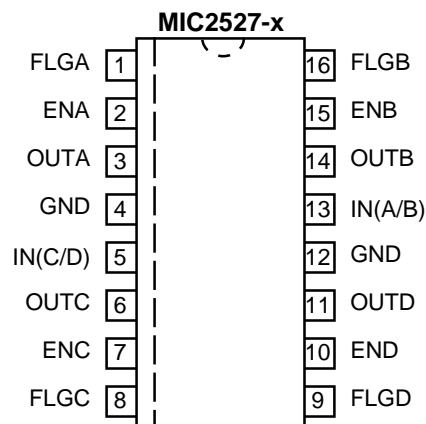 MIC2527-x
FLGA 1 16 FLGB
ENA 2 15 ENB
OUTA 3 14 OUTB
GND 4 13 IN(A/B)
IN(C/D) 5 12 GND
OUTC 6 11 OUTD
ENC 7 10 END
FLGC 8 9 FLGD